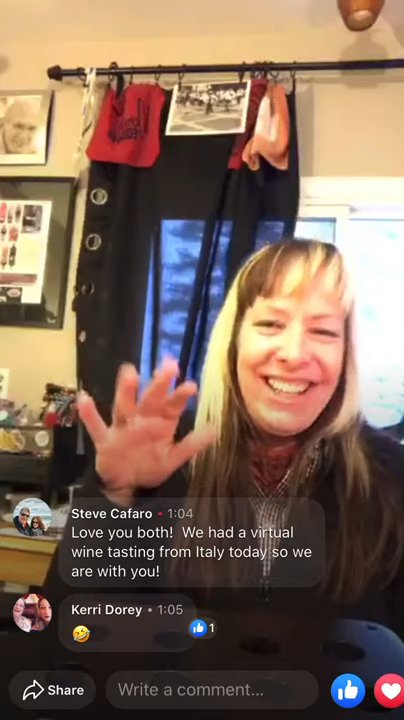 Steve Cafaro • 1:04
Love you both!  We had a virtual
wine tasting from Italy today so we
are with you!
Kerri Dorey • 1:05
🤣
1
Share
Write a comment...